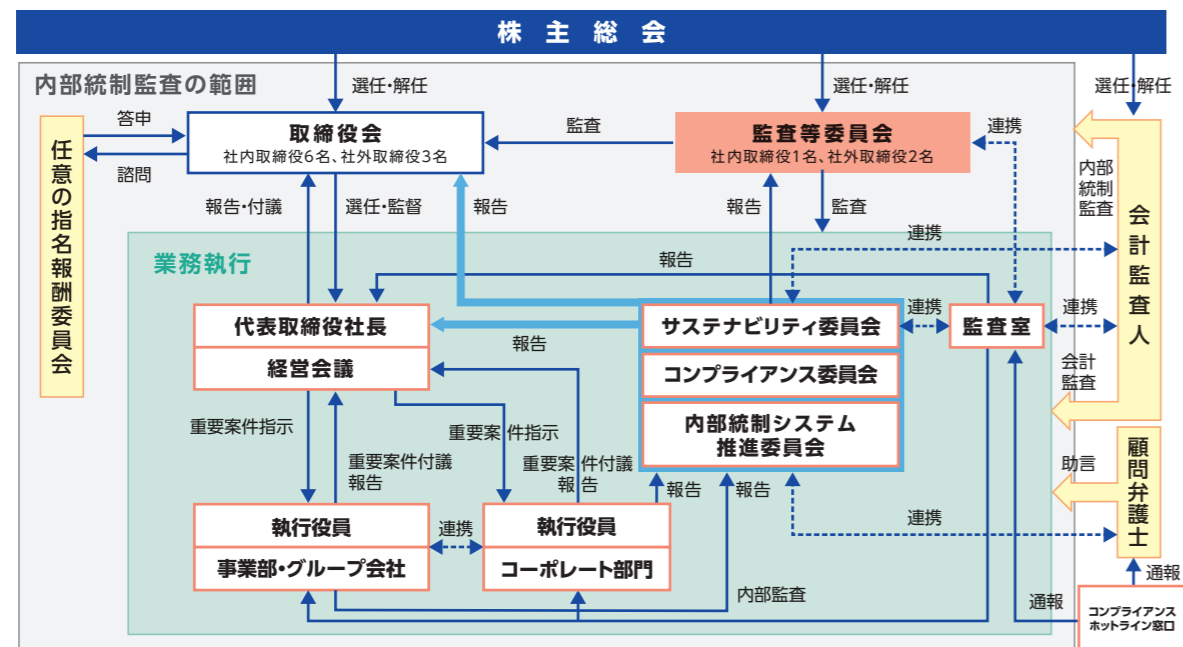 株主総会
内部統制監査の範囲
選任・解任
選任・解任
選任・解任
任意の指名報酬委員会
答申
諮問
取締役会
社内取締役6名、社外取締役3名
監査
監査等委員会
社内取締役1名、社外取締役2名
連携
内部
統制
監査
会計監査人
報告・付議
選任・監督
報告
報告
監査
連携
業務執行
報告
代表取締役社長
経営会議
報告
サステナビリティ委員会
コンプライアンス委員会
内部統制システム
推進委員会
連携
監査室
連携
会計
監査
重要案件指示
重要案件付議
報告
重要案件指示
重要案件付議
報告
報告
報告
助言
顧問弁護士
連携
執行役員
事業部・グループ会社
連携
執行役員
コーポレート部門
内部監査
通報
通報
コンプライアンス
ホットライン窓口